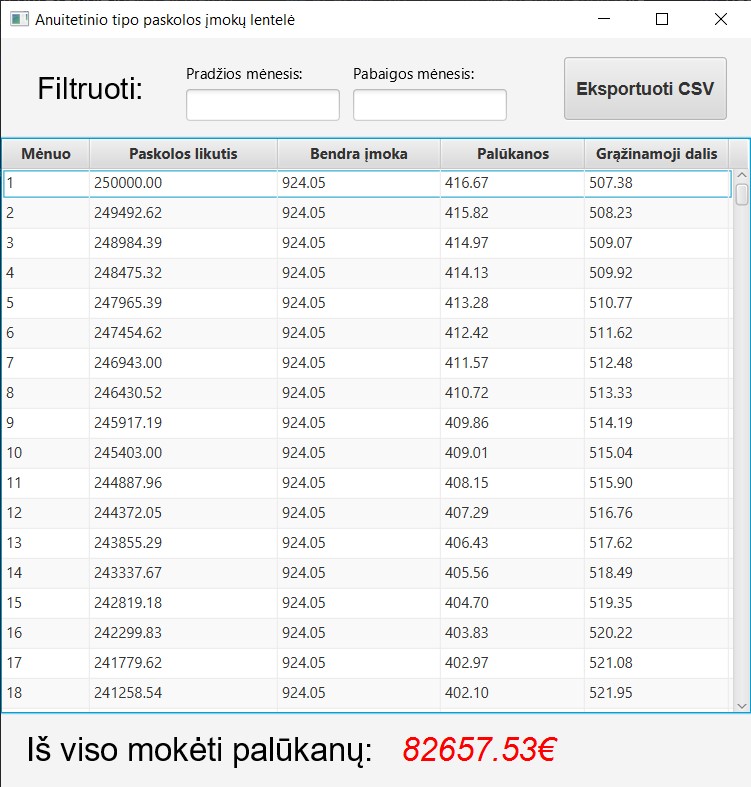 Anuitetinio tipo paskolos įmokų lentelė
Filtruoti:
Pradžios mėnesis:
Pabaigos mėnesis:
Eksportuoti CSV
Mėnuo Paskolos likutis Bendra įmoka Palūkanos Grąžinamoji dalis
1 250000.00 924.05 416.67 507.38
2 249492.62 924.05 415.82 508.23
3 248984.39 924.05 414.97 509.07
4 248475.32 924.05 414.13 509.92
5 247965.39 924.05 413.28 510.77
6 247454.62 924.05 412.42 511.62
7 246943.00 924.05 411.57 512.48
8 246430.52 924.05 410.72 513.33
9 245917.19 924.05 409.86 514.19
10 245403.00 924.05 409.01 515.04
11 244887.96 924.05 408.15 515.90
12 244372.05 924.05 407.29 516.76
13 243855.29 924.05 406.43 517.62
14 243337.67 924.05 405.56 518.49
15 242819.18 924.05 404.70 519.35
16 242299.83 924.05 403.83 520.22
17 241779.62 924.05 402.97 521.08
18 241258.54 924.05 402.10 521.95
Iš viso mokėti palūkanų: 82657.53€